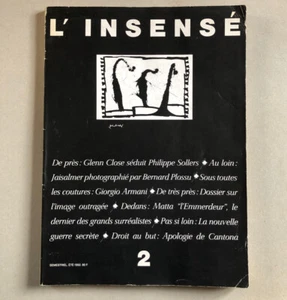 L'INSENSÉ
De près : Glenn Close séduit Philippe Sollers ◆ Au loin :
Jaisalmer photographié par Bernard Plossu ◆ Sous toutes
les coutures : Giorgio Armani ◆ De très près : Dossier sur
l'image outragée ◆ Dedans : Matta "l'Emmerdeur", le
dernier des grands surréalistes ◆ Pas si loin : La nouvelle
guerre secrète ◆ Droit au but : Apologie de Cantona
2